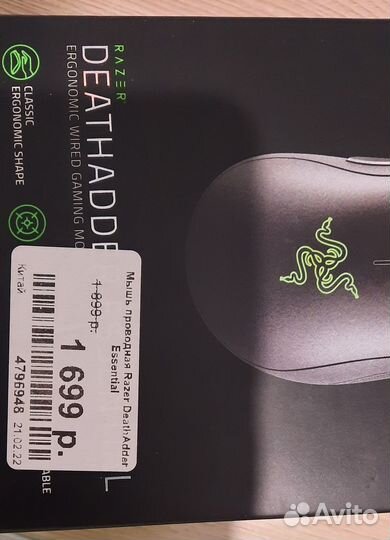 RAZER
DEATHADDE
ERGONOMIC WIRED GAMING MO
CLASSIC
ERGONOMIC SHAPE
Мышь проводная Razer DeathAdder
Essential
1 899 р.
1 699 р.
Китай
4796948 21.02.22
L
ABLE
Avito